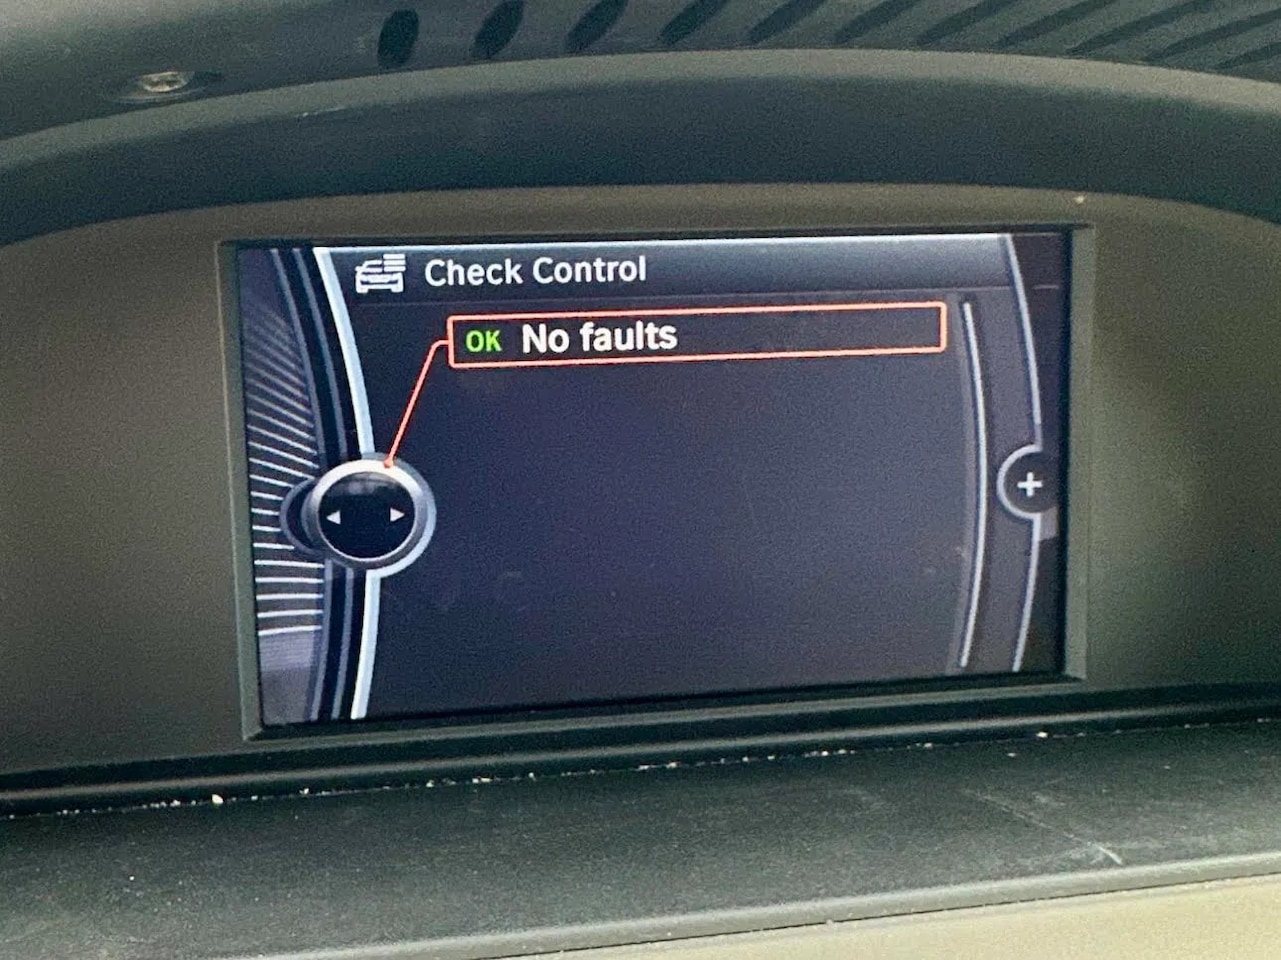 Check Control
OK No faults
+